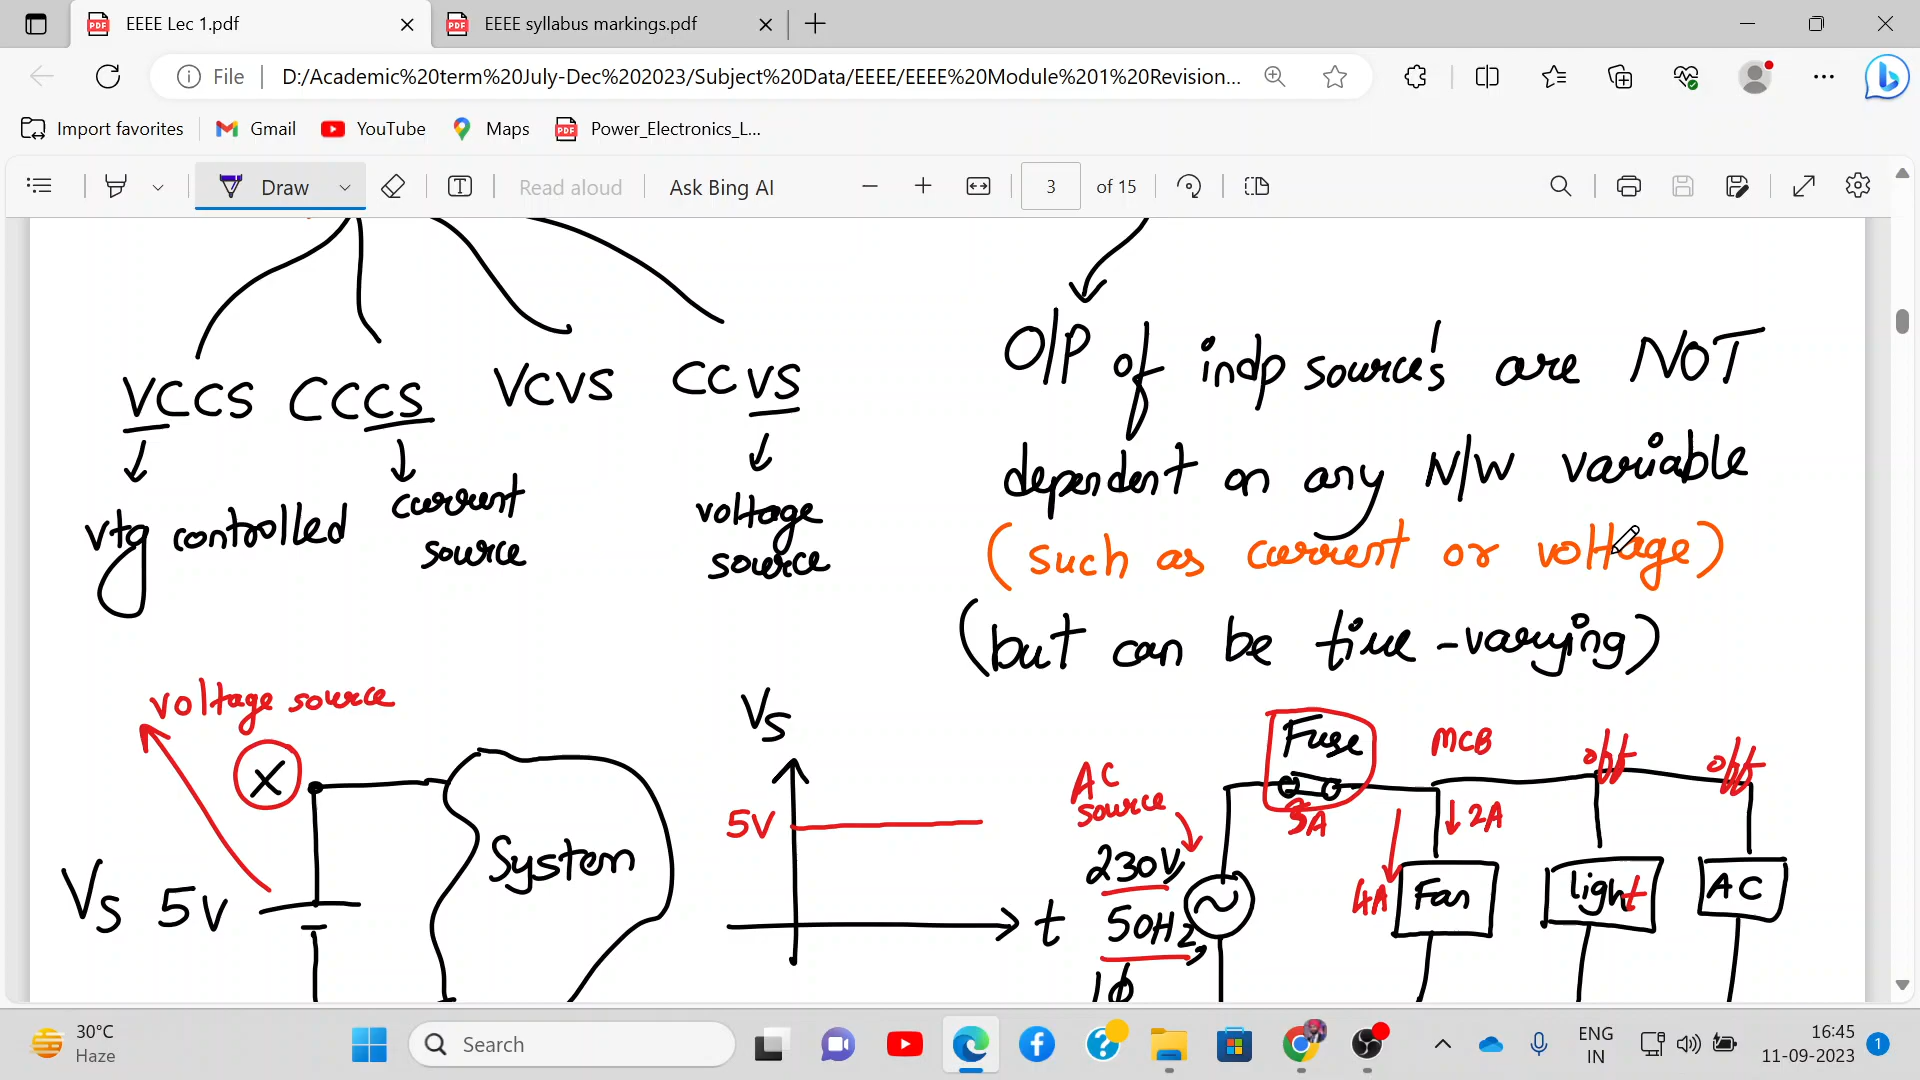 EEEE Lec 1.pdf
EEEE syllabus markings.pdf
File
D:/Academic%20term%20July-Dec%202023/Subject%20Data/EEEE/EEEE%20Module%201%20Revision...
Import favorites
Gmail
YouTube
Maps
Power_Electronics_L...
Draw
Read aloud
Ask Bing AI
3
of 15
VCCS CCCS VCVS CCVS
vtg controlled
current
source
voltage
source
O/P of indp source's are NOT
dependent on any N/W variable
(such as current or voltage)
(but can be time-varying)
voltage source
X
Vs 5V
System
Vs
5V
t
AC
source
230V,
50Hz,
1ϕ
Fuse
MCB
off
off
2A
4A
Fan
light
AC
30°C
Haze
Search
ENG
IN
16:45
11-09-2023
1